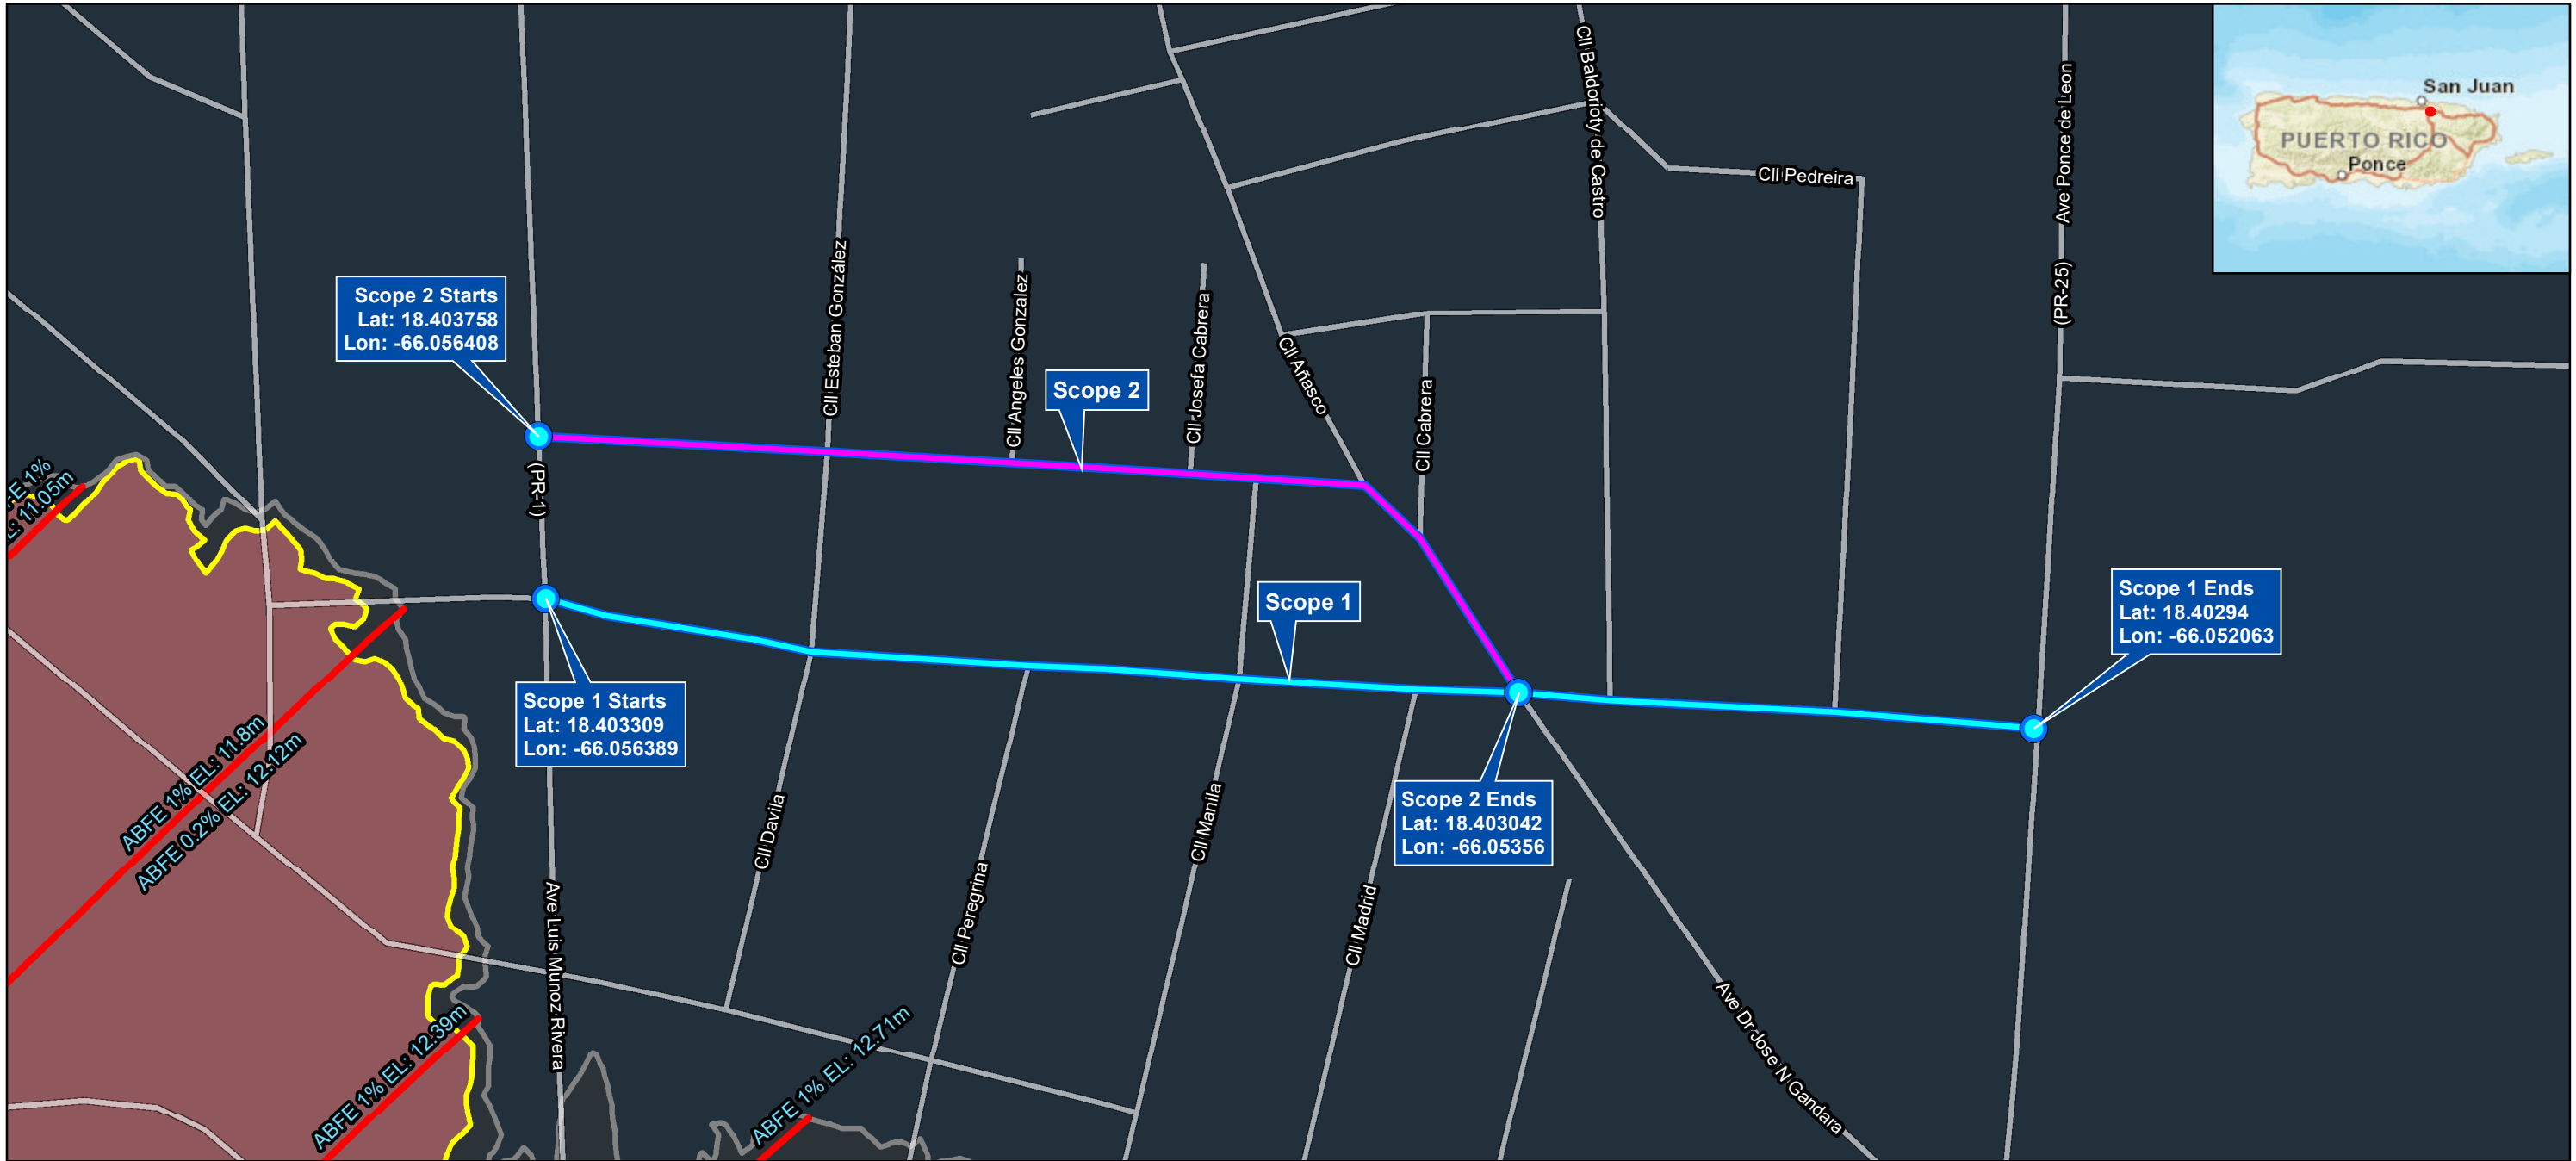 San Juan
PUERTO RICO
Ponce
Cll Baldorioty de Castro
Ave Ponce de Leon
(PR-25)
Cll Pedreira
Cll Esteban González
Cll Angeles Gonzalez
Cll Josefa Cabrera
Cll Añasco
Cll Cabrera
Scope 2 Starts
Lat: 18.403758
Lon: -66.056408
Scope 2
(PR-1)
Scope 1
Scope 1 Ends
Lat: 18.40294
Lon: -66.052063
Scope 1 Starts
Lat: 18.403309
Lon: -66.056389
Scope 2 Ends
Lat: 18.403042
Lon: -66.05356
1%
11.05m
ABFE 1% EL: 11.8m
ABFE 0.2% EL: 12.12m
Cll Davila
Cll Peregrina
Cll Manila
Cll Madrid
Ave Luis Munoz Rivera
Ave Dr Jose N Gandara
ABFE 1% EL: 12.39m
ABFE 1% EL: 12.71m